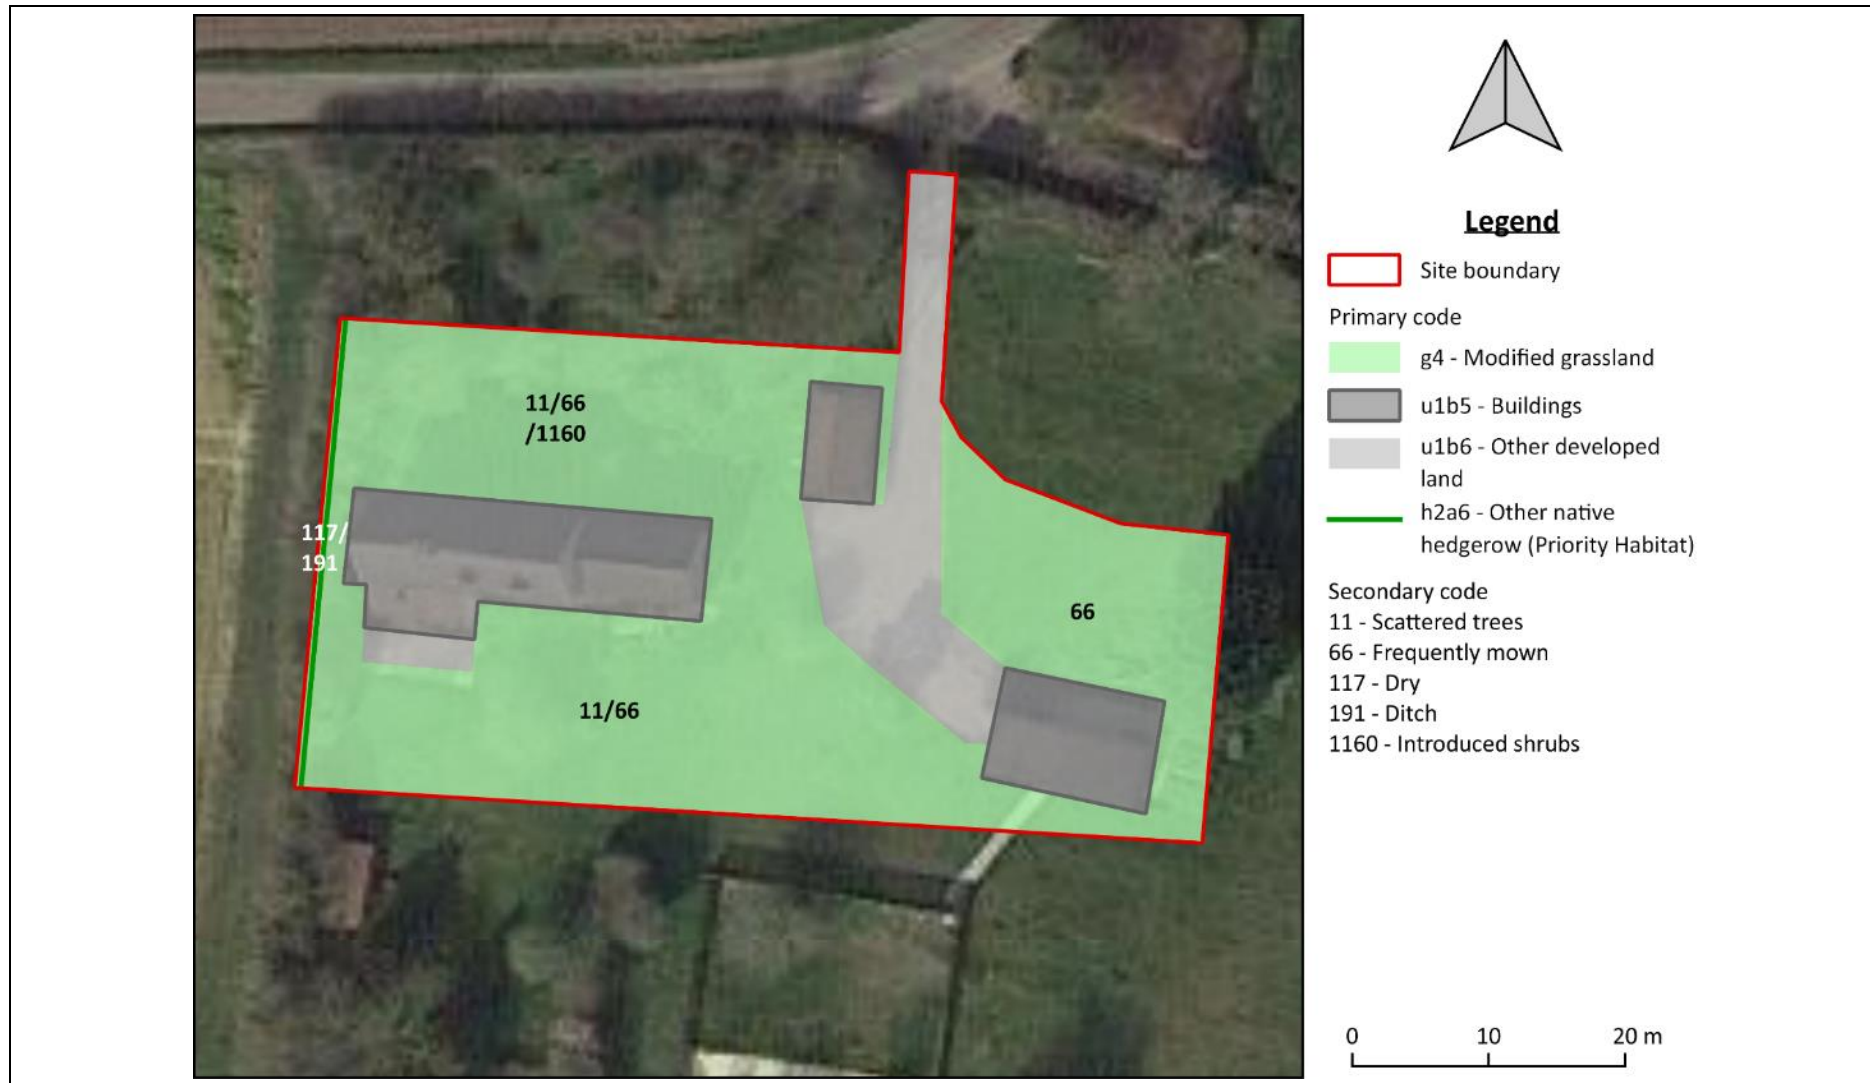 11/66
/1160
117/
191
66
11/66
Legend
Site boundary
Primary code
g4 - Modified grassland
u1b5 - Buildings
u1b6 - Other developed
land
h2a6 - Other native
hedgerow (Priority Habitat)
Secondary code
11 - Scattered trees
66 - Frequently mown
117 - Dry
191 - Ditch
1160 - Introduced shrubs
0 10 20 m